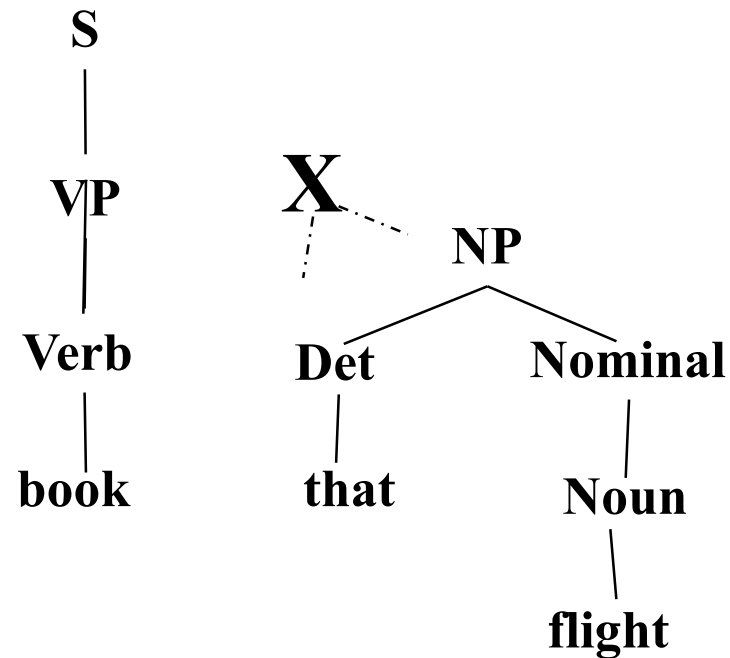 S
VP
X
NP
Verb
Det
Nominal
book
that
Noun
flight